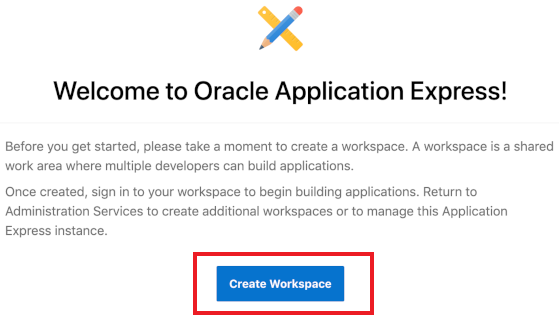 Welcome to Oracle Application Express!
Before you get started, please take a moment to create a workspace. A workspace is a shared
work area where multiple developers can build applications.
Once created, sign in to your workspace to begin building applications. Return to
Administration Services to create additional workspaces or to manage this Application
Express instance.
Create Workspace